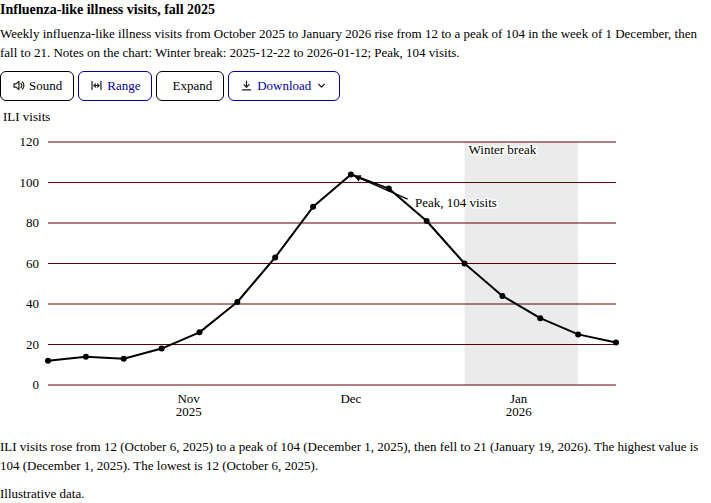 Influenza-like illness visits, fall 2025
Weekly influenza-like illness visits from October 2025 to January 2026 rise from 12 to a peak of 104 in the week of 1 December, then
fall to 21. Notes on the chart: Winter break: 2025-12-22 to 2026-01-12; Peak, 104 visits.
Sound Range Expand Download
ILI visits
120
Winter break
100
Peak, 104 visits
80
60
40
20
0
Nov Dec Jan
2025 2026
ILI visits rose from 12 (October 6, 2025) to a peak of 104 (December 1, 2025), then fell to 21 (January 19, 2026). The highest value is
104 (December 1, 2025). The lowest is 12 (October 6, 2025).
Illustrative data.